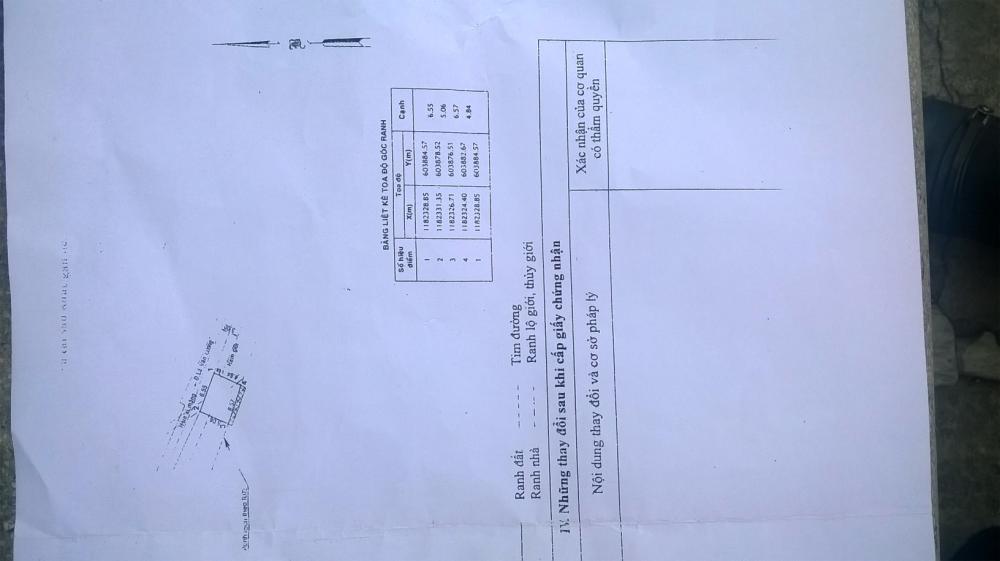 BẢNG LIỆT KÊ TỌA ĐỘ GÓC RANH
Số hiệu điểm Tọa độ Cạnh
X(m) Y(m)
1 1182328.85 603884.57
6.55
2 1182331.35 603878.52
5.06
3 1182326.71 603876.51
6.57
4 1182324.40 603882.67
4.84
1 1182328.85 603884.57
Ranh đất Tim đường
Ranh nhà Ranh lộ giới, thủy giới
IV. Những thay đổi sau khi cấp giấy chứng nhận
Nội dung thay đổi và cơ sở pháp lý
Xác nhận của cơ quan
có thẩm quyền